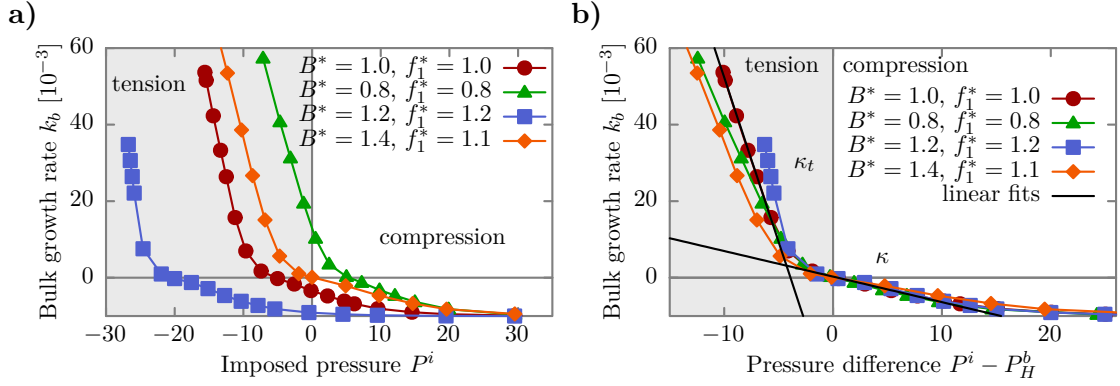 a)
Bulk growth rate k_b [10^{-3}]
60
40
20
0
tension
B* = 1.0, f_1^* = 1.0
B* = 0.8, f_1^* = 0.8
B* = 1.2, f_1^* = 1.2
B* = 1.4, f_1^* = 1.1
compression
−30 −20 −10 0 10 20 30
Imposed pressure P^i
b)
Bulk growth rate k_b [10^{-3}]
60
40
20
0
tension
compression
B* = 1.0, f_1^* = 1.0
B* = 0.8, f_1^* = 0.8
B* = 1.2, f_1^* = 1.2
B* = 1.4, f_1^* = 1.1
linear fits
κ_t
κ
−10 0 10 20
Pressure difference P^i − P_H^b